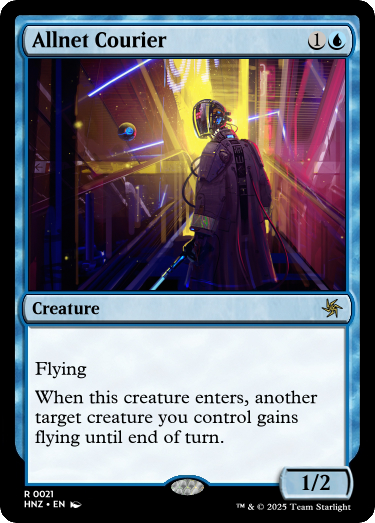 Allnet Courier 1
Creature
Flying
When this creature enters, another
target creature you control gains
flying until end of turn.
1/2
R 0021
HNZ • EN
™ & © 2025 Team Starlight